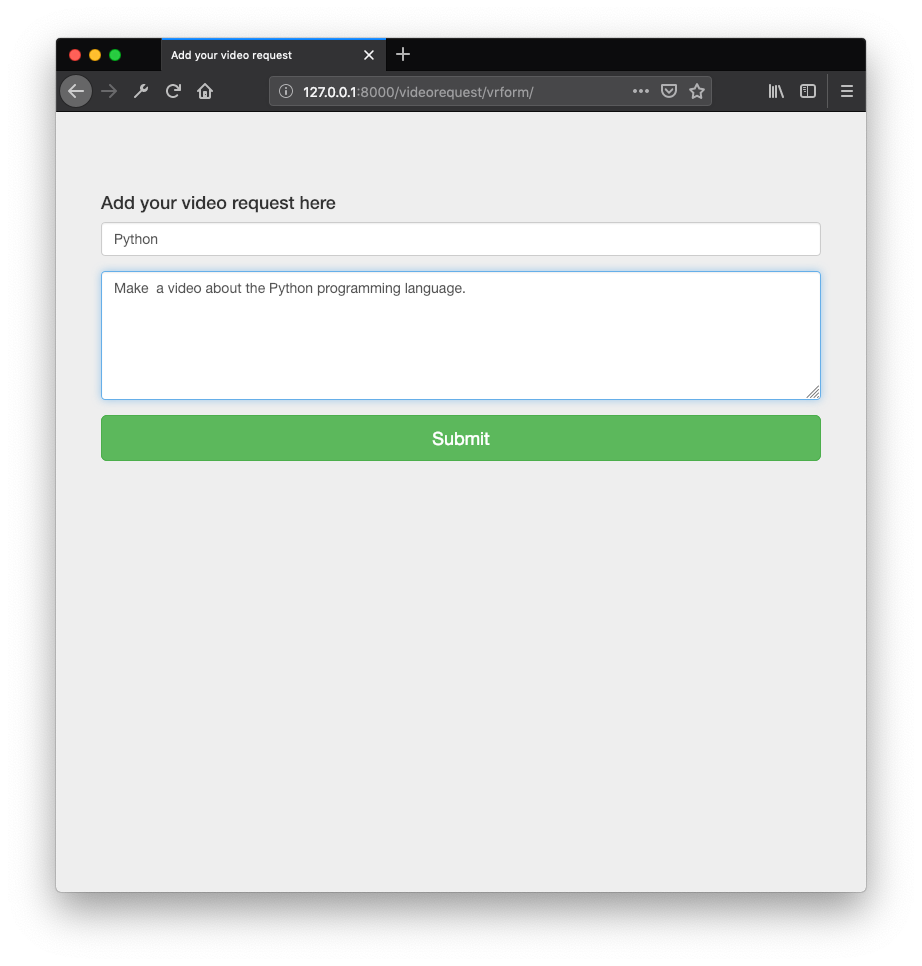 Add your video request
127.0.0.1:8000/videorequest/vrform/
Add your video request here
Python
Make  a video about the Python programming language.
Submit